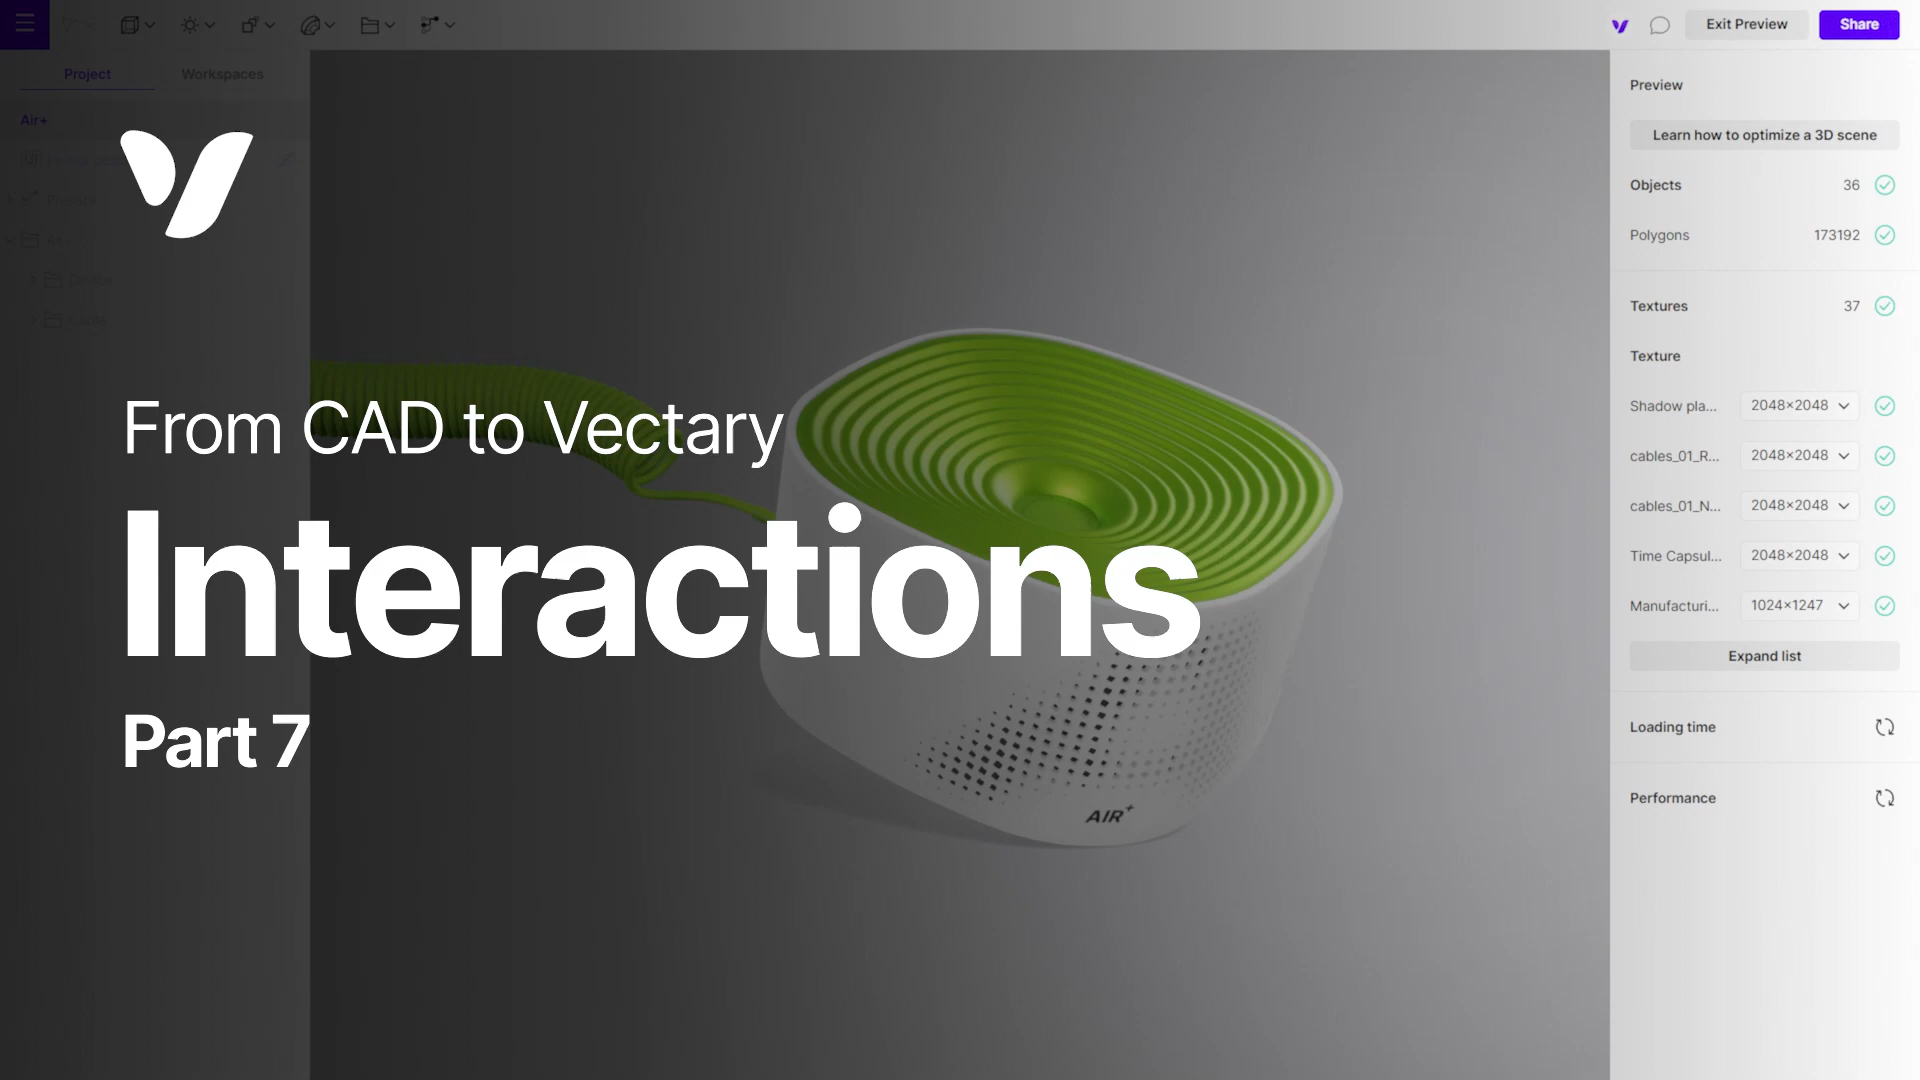 Exit Preview
Share
Project
Workspaces
Air+
Preview
Learn how to optimize a 3D scene
Objects 36
Polygons 173192
Textures 37
Texture
Shadow pla... 2048×2048
cables_01_R... 2048×2048
cables_01_N... 2048×2048
Time Capsul... 2048×2048
Manufacturi... 1024×1247
Expand list
Loading time
Performance
From CAD to Vectary
Interactions
Part 7
AIR+